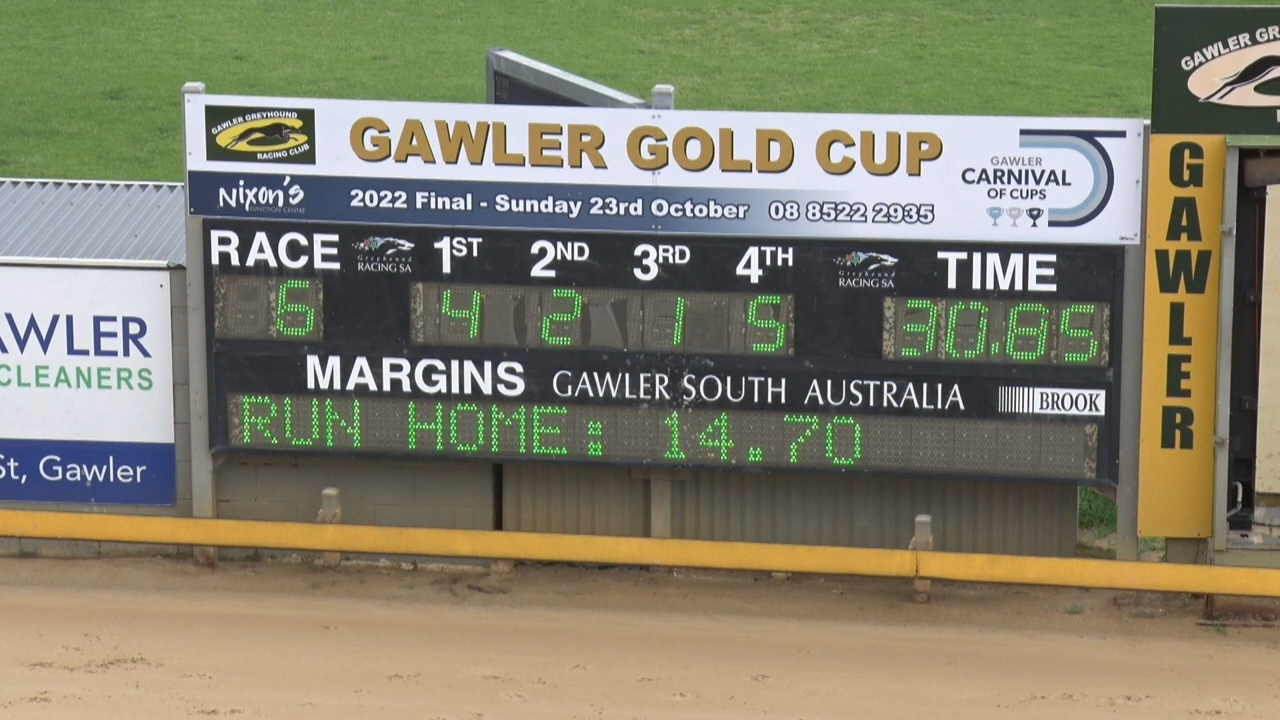 GAWLER GREYHOUND
RACING CLUB
GAWLER GOLD CUP
GAWLER
CARNIVAL
OF CUPS
Nixon's
FUNCTION CENTRE
2022 Final - Sunday 23rd October 08 8522 2935
RACE
Greyhound
RACING SA
1ST 2ND 3RD 4TH
Greyhound
RACING SA
TIME
6 4 2 1 5 30.85
MARGINS GAWLER SOUTH AUSTRALIA BROOK
RUN HOME: 14.70
AWLER
CLEANERS
St, Gawler
GAWLER GR
GAWLER